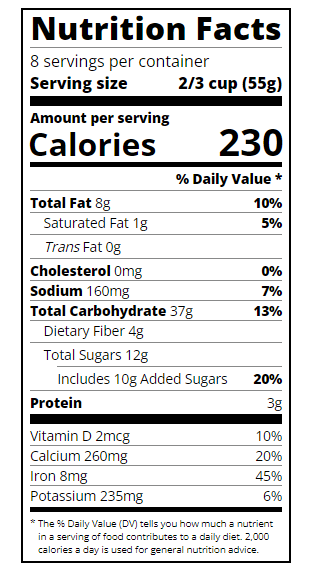 Nutrition Facts
8 servings per container
Serving size 2/3 cup (55g)
Amount per serving
Calories 230
% Daily Value *
Total Fat 8g 10%
Saturated Fat 1g 5%
Trans Fat 0g
Cholesterol 0mg 0%
Sodium 160mg 7%
Total Carbohydrate 37g 13%
Dietary Fiber 4g
Total Sugars 12g
Includes 10g Added Sugars 20%
Protein 3g
Vitamin D 2mcg 10%
Calcium 260mg 20%
Iron 8mg 45%
Potassium 235mg 6%
* The % Daily Value (DV) tells you how much a nutrient
in a serving of food contributes to a daily diet. 2,000
calories a day is used for general nutrition advice.